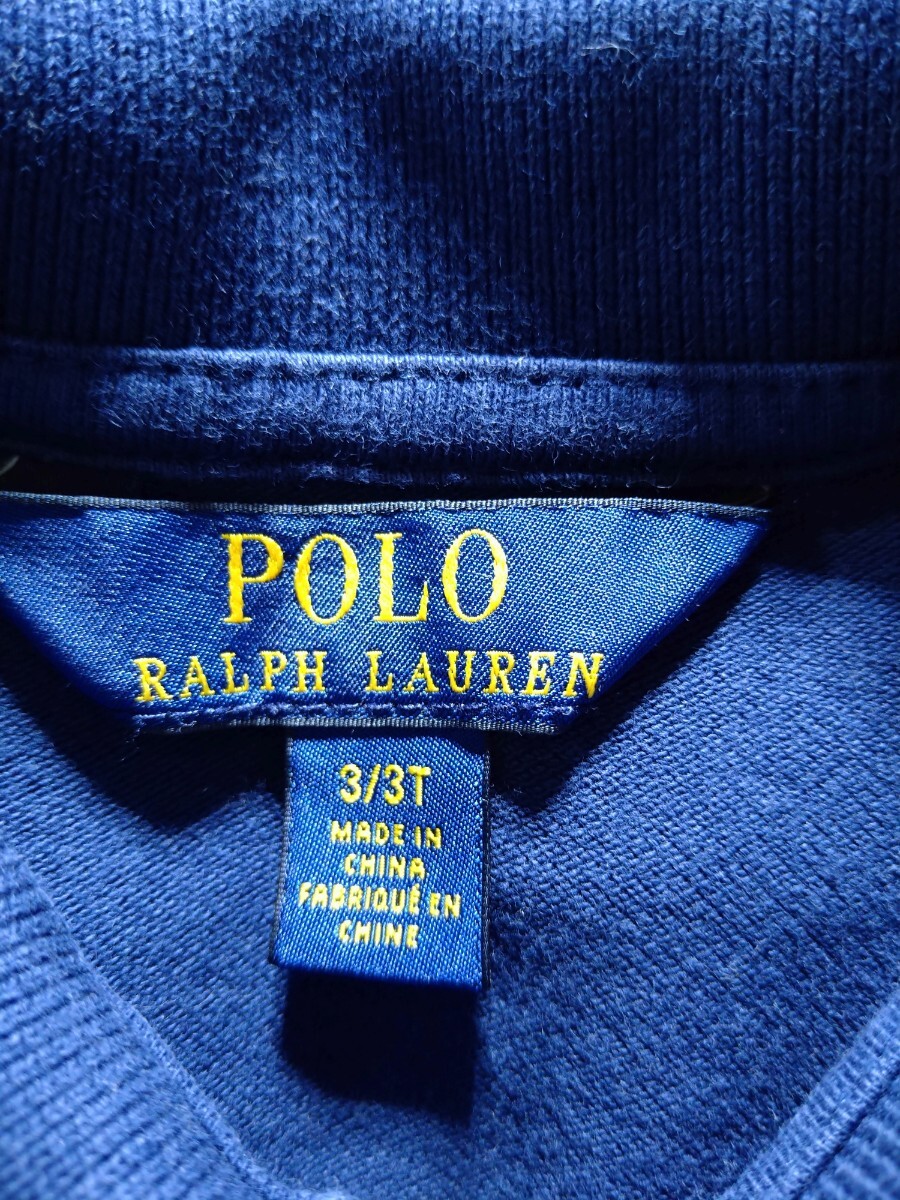 POLO
RALPH LAUREN
3/3T
MADE IN
CHINA
FABRIQUÉ EN
CHINE